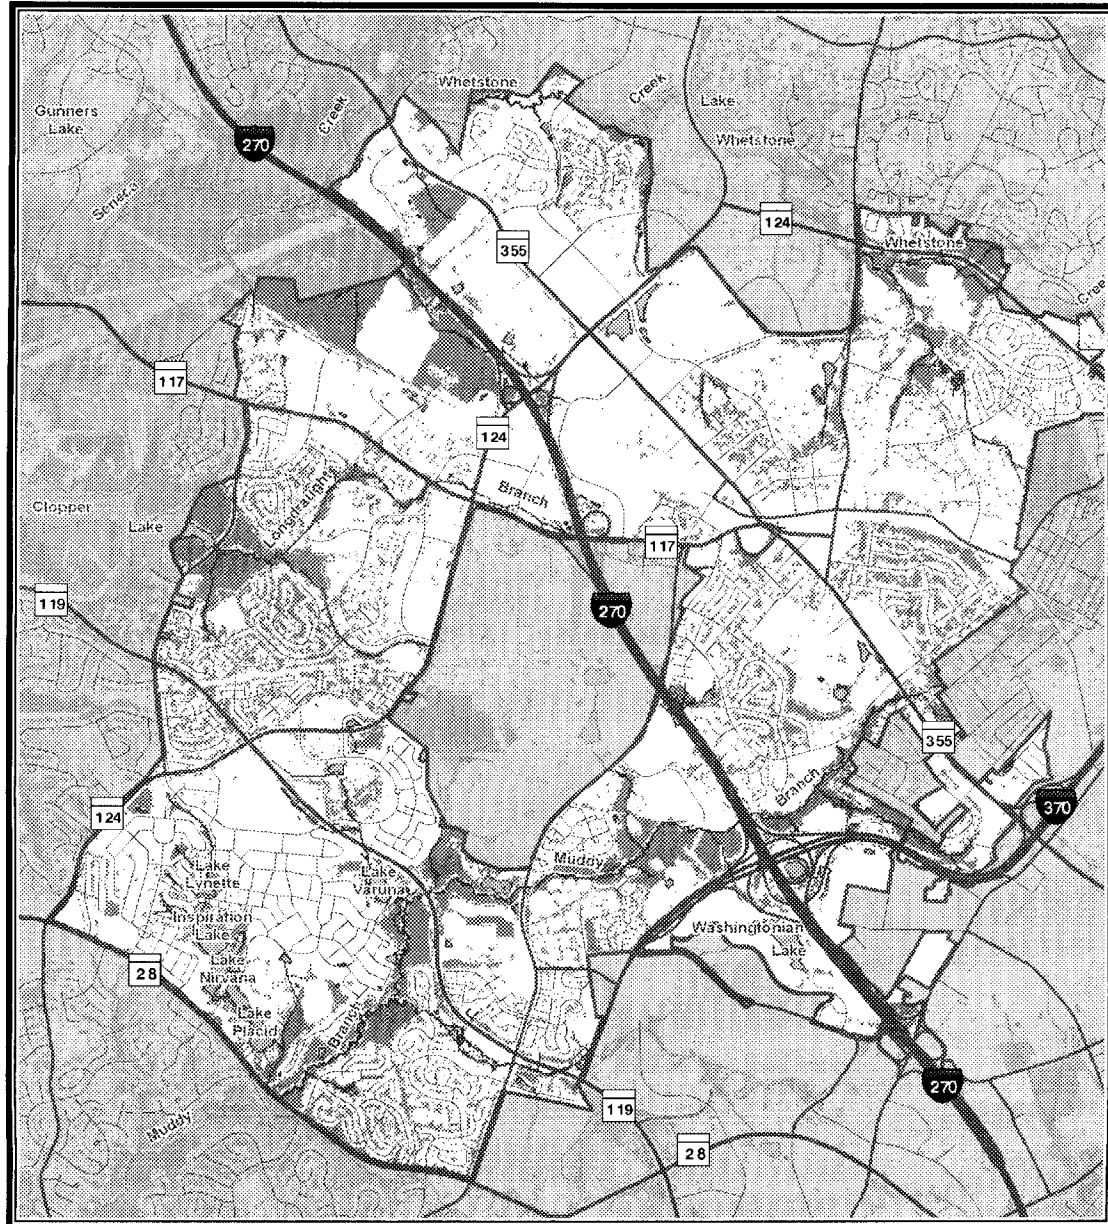 Whetstone
Creek
Creek
Lake
Whetstone
Gunners
Lake
270
Seneca
124
Whetstone
Creek
355
117
124
Longdraught
Branch
Clopper
Lake
117
119
270
355
Branch
370
124
Muddy
Lake
Lynette
Lake
Varuna
Inspiration
Lake
Washingtonian
Lake
Lake
Nirvana
28
Lake
Placid
Branch
270
119
Muddy
28